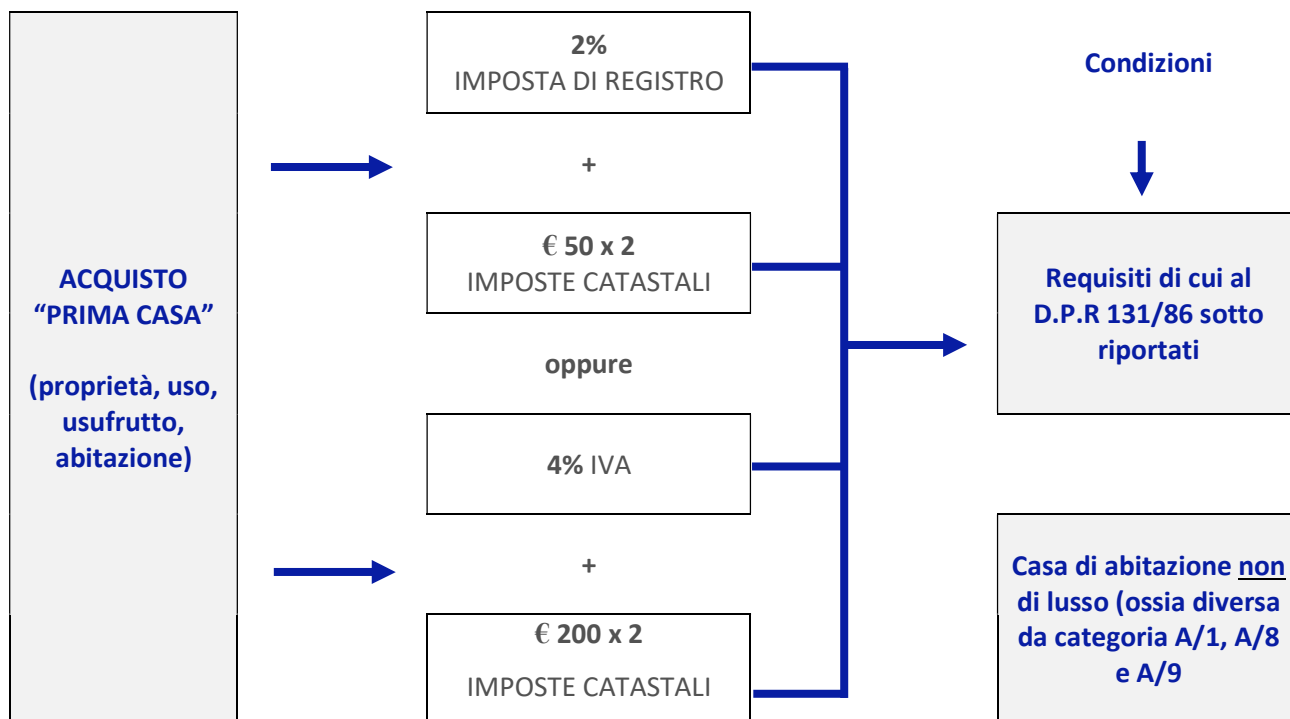 ACQUISTO
“PRIMA CASA”
(proprietà, uso,
usufrutto,
abitazione)
2%
IMPOSTA DI REGISTRO
+
€ 50 x 2
IMPOSTE CATASTALI
oppure
4% IVA
+
€ 200 x 2
IMPOSTE CATASTALI
Condizioni
Requisiti di cui al
D.P.R 131/86 sotto
riportati
Casa di abitazione non
di lusso (ossia diversa
da categoria A/1, A/8
e A/9